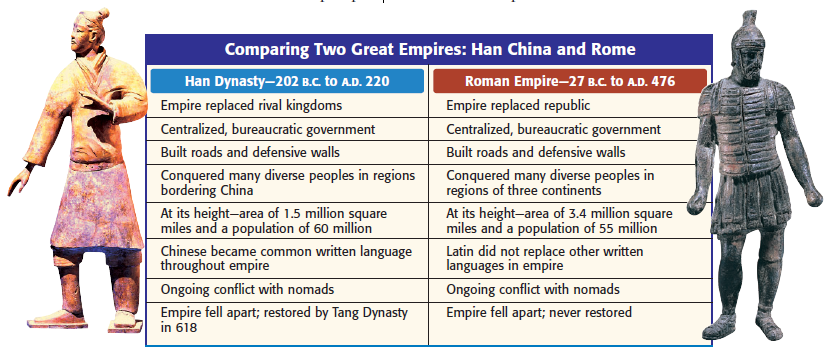 Comparing Two Great Empires: Han China and Rome
Han Dynasty—202 B.C. to A.D. 220
Roman Empire—27 B.C. to A.D. 476
Empire replaced rival kingdoms
Empire replaced republic
Centralized, bureaucratic government
Centralized, bureaucratic government
Built roads and defensive walls
Built roads and defensive walls
Conquered many diverse peoples in regions
bordering China
Conquered many diverse peoples in
regions of three continents
At its height—area of 1.5 million square
miles and a population of 60 million
At its height—area of 3.4 million square
miles and a population of 55 million
Chinese became common written language
throughout empire
Latin did not replace other written
languages in empire
Ongoing conflict with nomads
Ongoing conflict with nomads
Empire fell apart; restored by Tang Dynasty
in 618
Empire fell apart; never restored